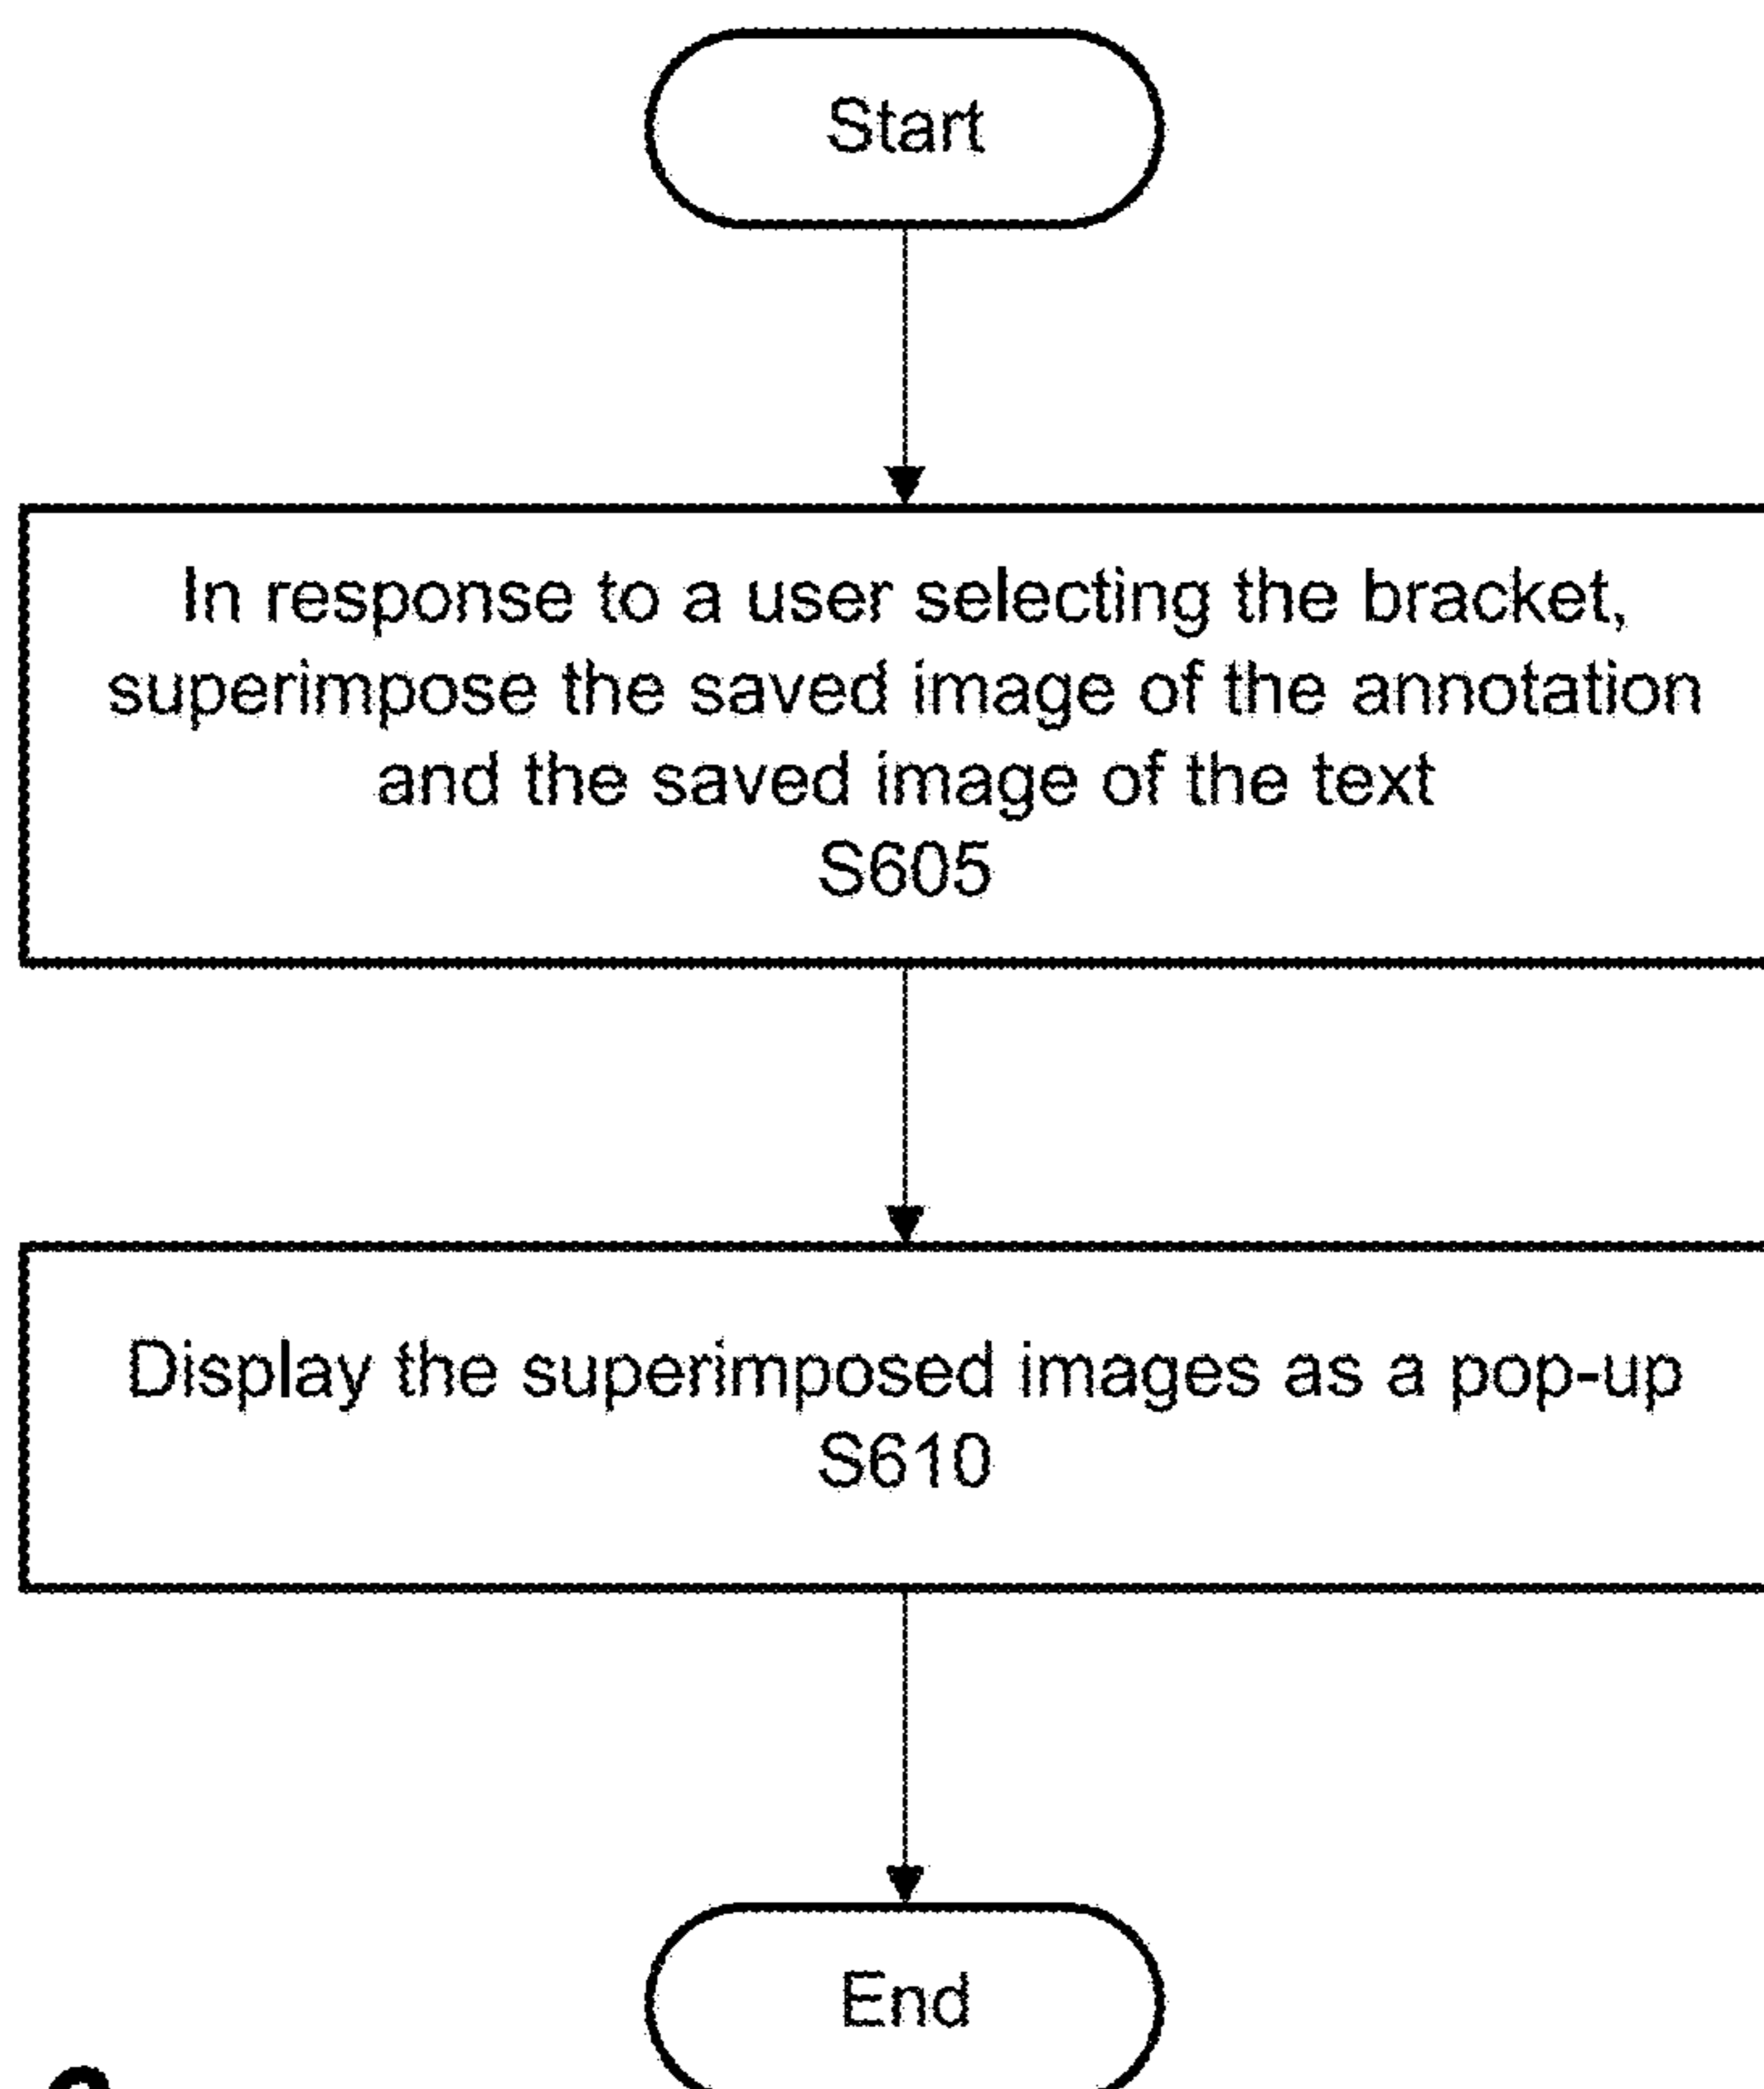 Start
In response to a user selecting the bracket,
superimpose the saved image of the annotation
and the saved image of the text
S605
Display the superimposed images as a pop-up
S610
End